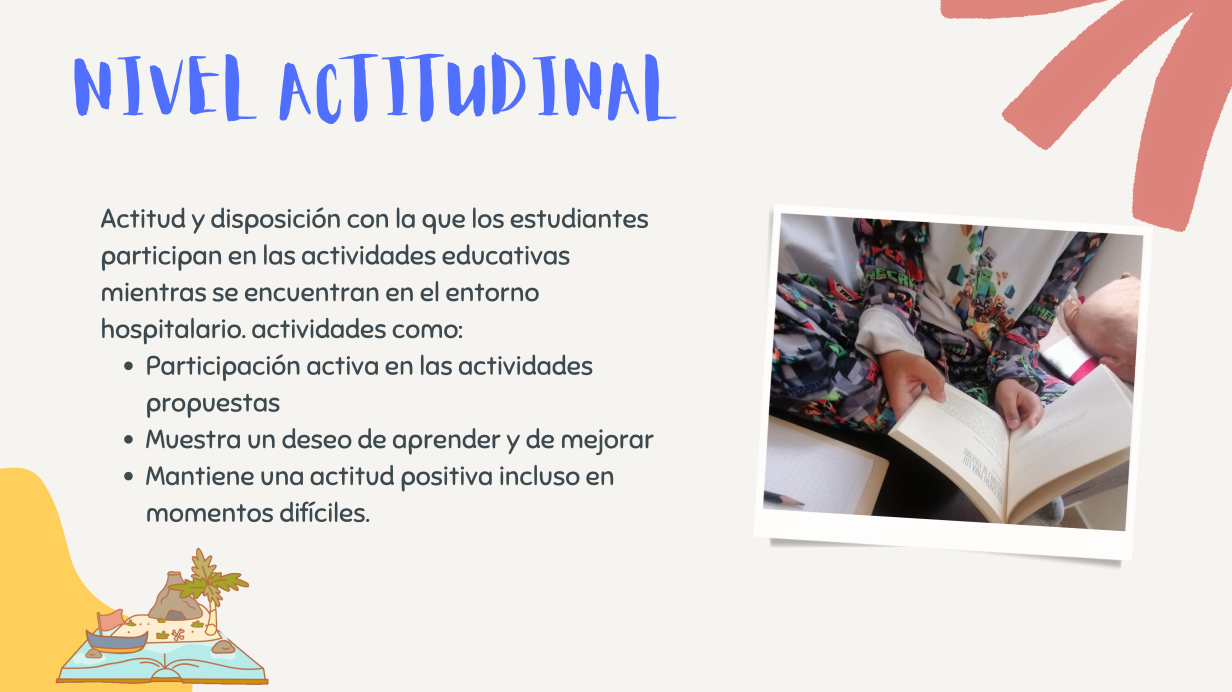 NIVEL ACTITUDINAL
Actitud y disposición con la que los estudiantes
participan en las actividades educativas
mientras se encuentran en el entorno
hospitalario. actividades como:
• Participación activa en las actividades
propuestas
• Muestra un deseo de aprender y de mejorar
• Mantiene una actitud positiva incluso en
momentos difíciles.